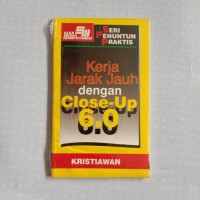 SERI
PENUNTUN
PRAKTIS
Kerja
Jarak Jauh
dengan
Close-Up
6.0
KRISTIAWAN